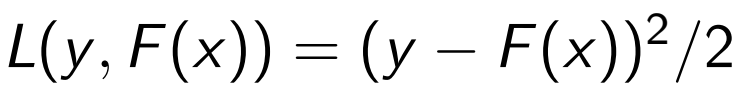 L(y, F(x)) = (y − F(x))²/2